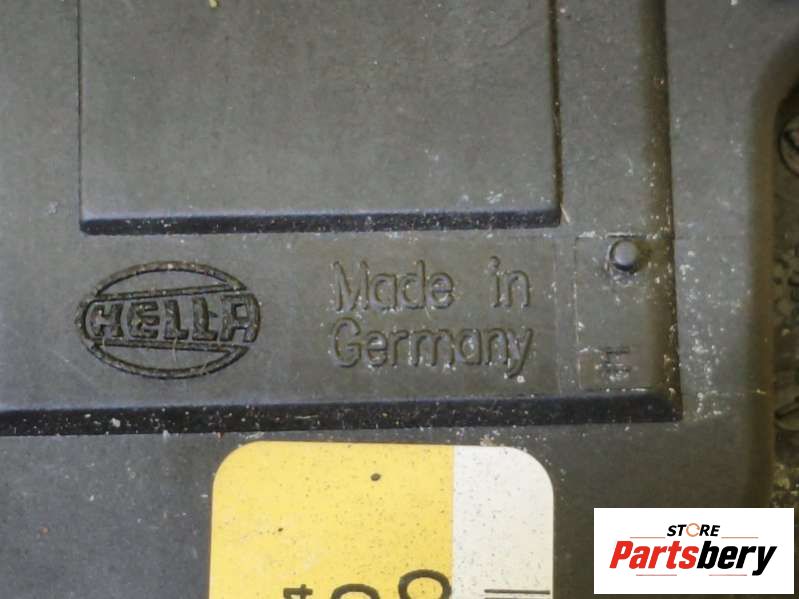 HELLA
Made in
Germany
STORE
Partsbery